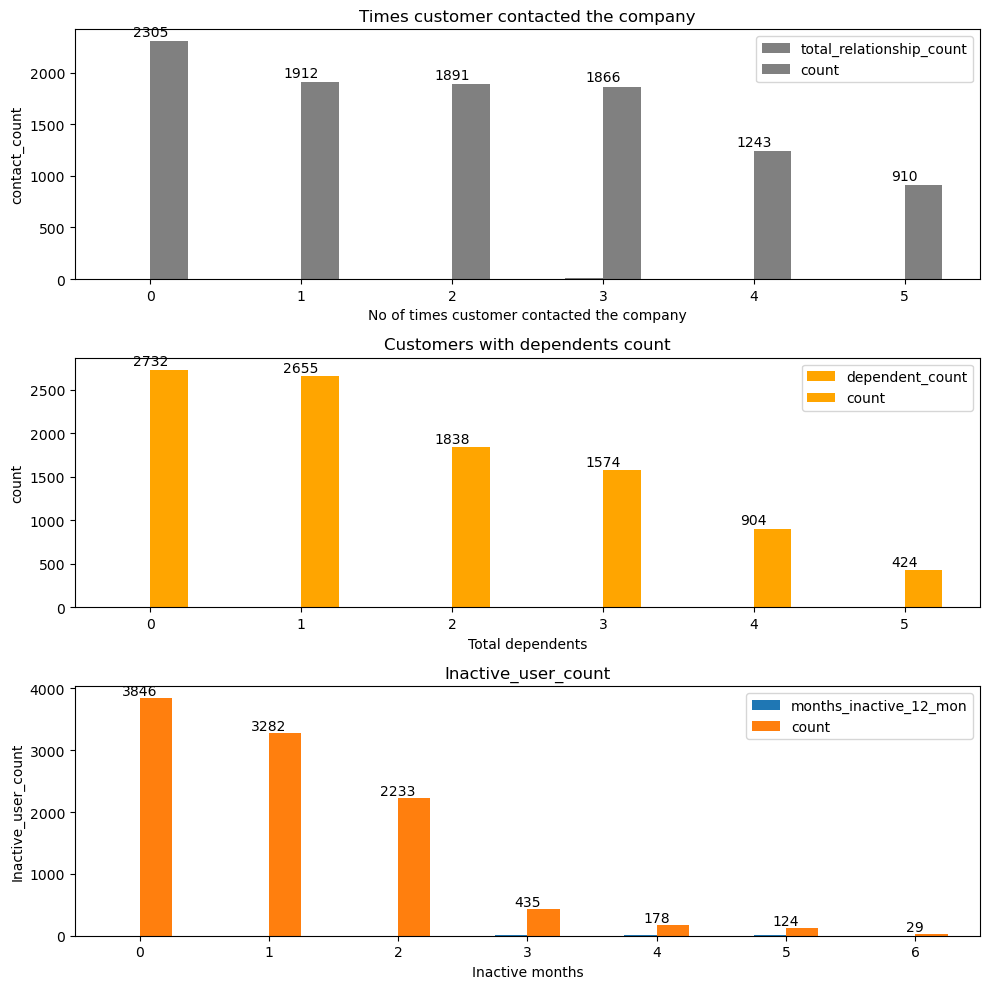 Times customer contacted the company
2305
1912
1891
1866
1243
910
total_relationship_count
count
contact_count
2000
1500
1000
500
0
0 1 2 3 4 5
No of times customer contacted the company
Customers with dependents count
2732
2655
1838
1574
904
424
dependent_count
count
count
2500
2000
1500
1000
500
0
0 1 2 3 4 5
Total dependents
Inactive_user_count
3846
3282
2233
435
178
124
29
months_inactive_12_mon
count
Inactive_user_count
4000
3000
2000
1000
0
0 1 2 3 4 5 6
Inactive months